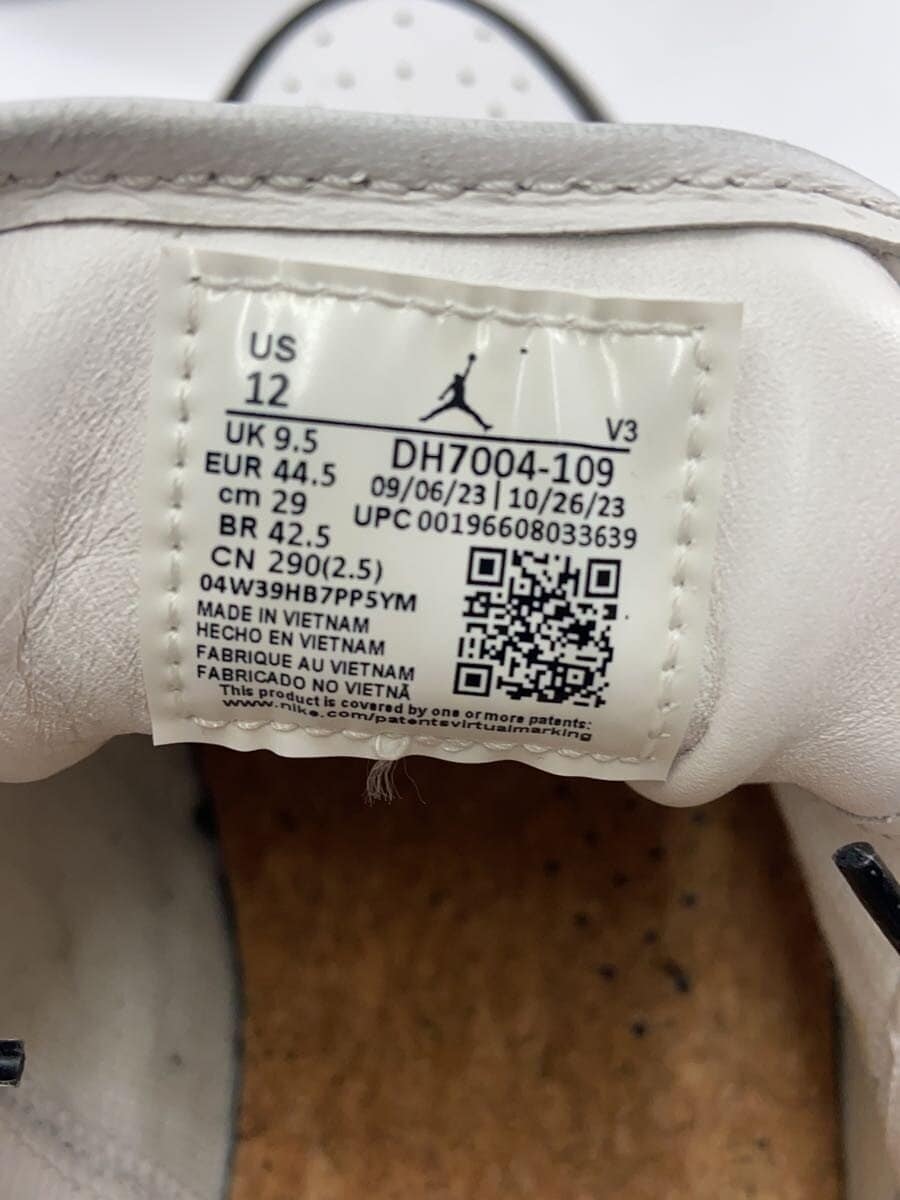 US
12
V3
UK 9.5
EUR 44.5
cm 29
BR 42.5
CN 290(2.5)
DH7004-109
09/06/23 | 10/26/23
UPC 00196608033639
04W39HB7PP5YM
MADE IN VIETNAM
HECHO EN VIETNAM
FABRIQUE AU VIETNAM
FABRICADO NO VIETNÃ
This product is covered by one or more patents:
www.nike.com/patentsvirtualmarking